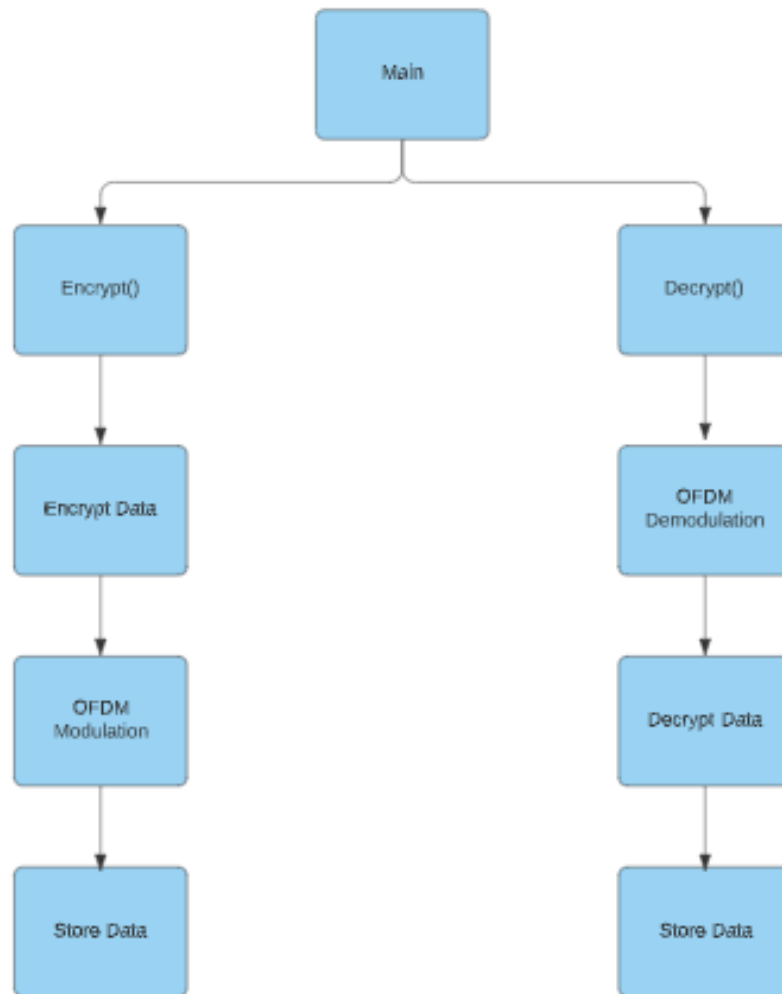 Main
Encrypt()
Decrypt()
Encrypt Data
OFDM
Demodulation
OFDM
Modulation
Decrypt Data
Store Data
Store Data